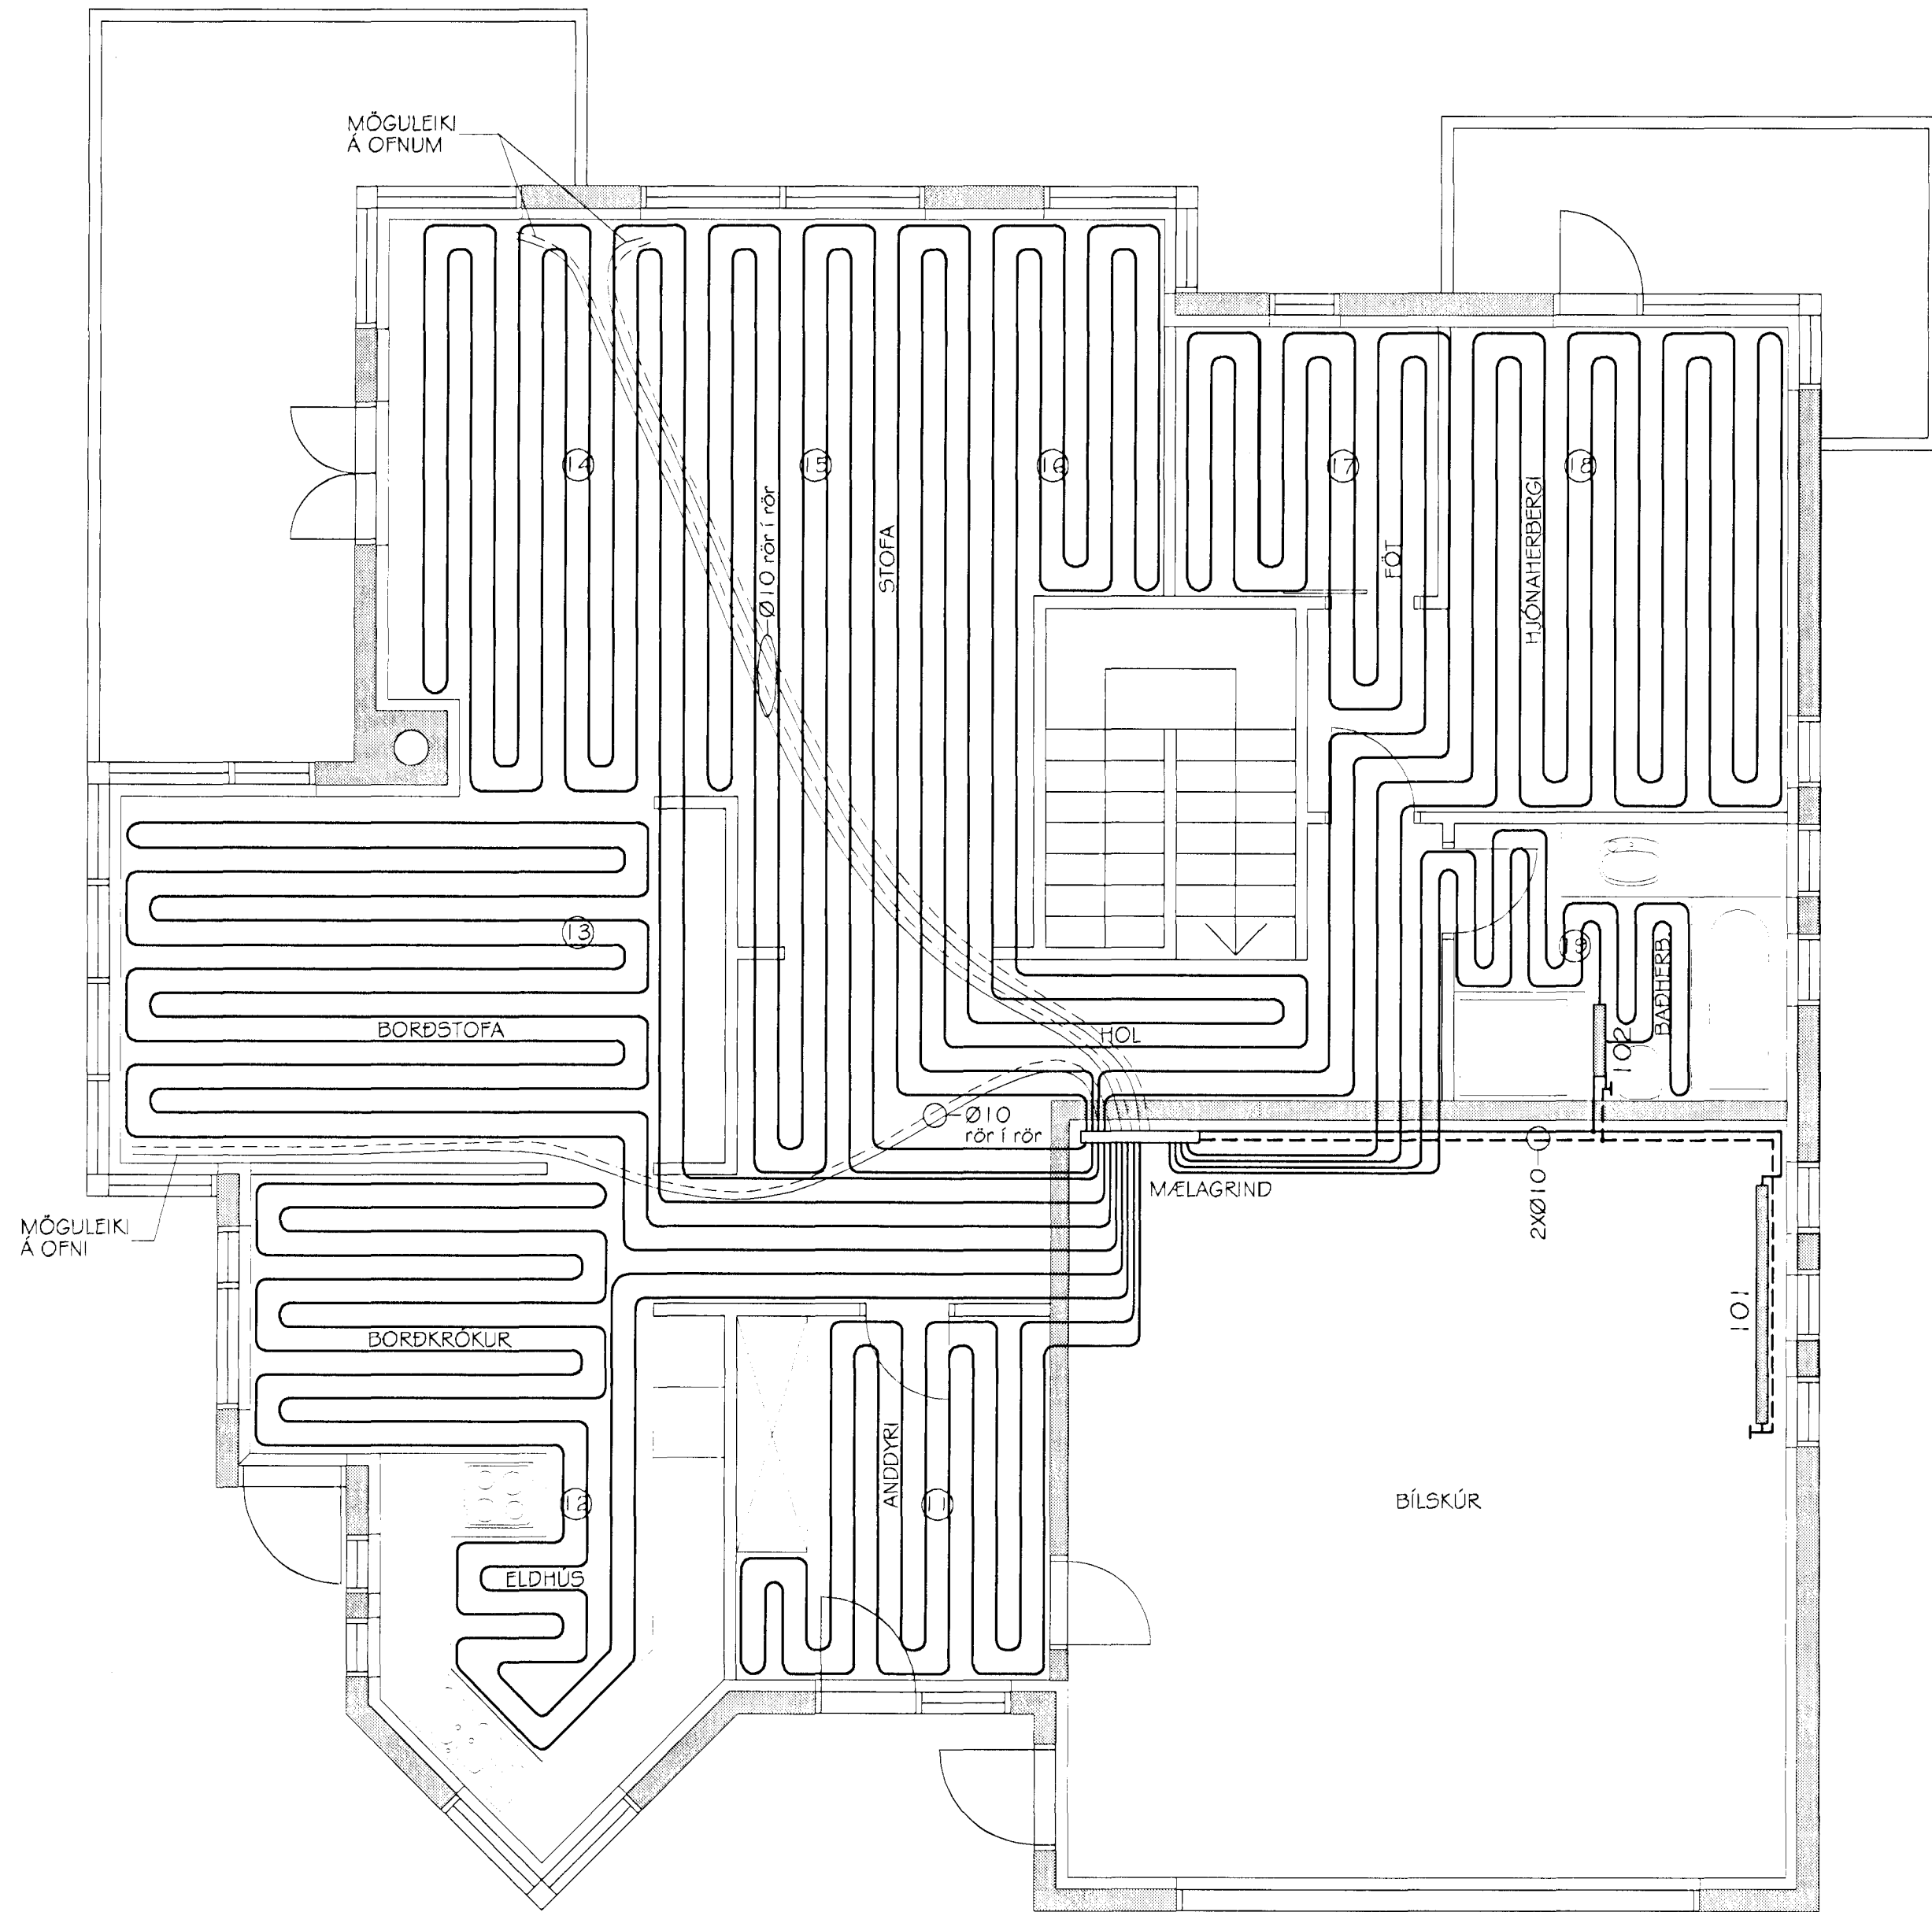 MÖGULEIKI
Á OFNUM
14
15
16
17
18
Ø10 rör í rör
STOFA
FÖT
HJÓNAHERBERGI
13
19
BORÐSTOFA
HOL
102
BAÐHERB.
Ø10
rör í rör
MÆLAGRIND
2XØ10
MÖGULEIKI
Á OFNI
101
BORÐKRÓKUR
ANDDYRI
12
11
BÍLSKÚR
ELDHÚS